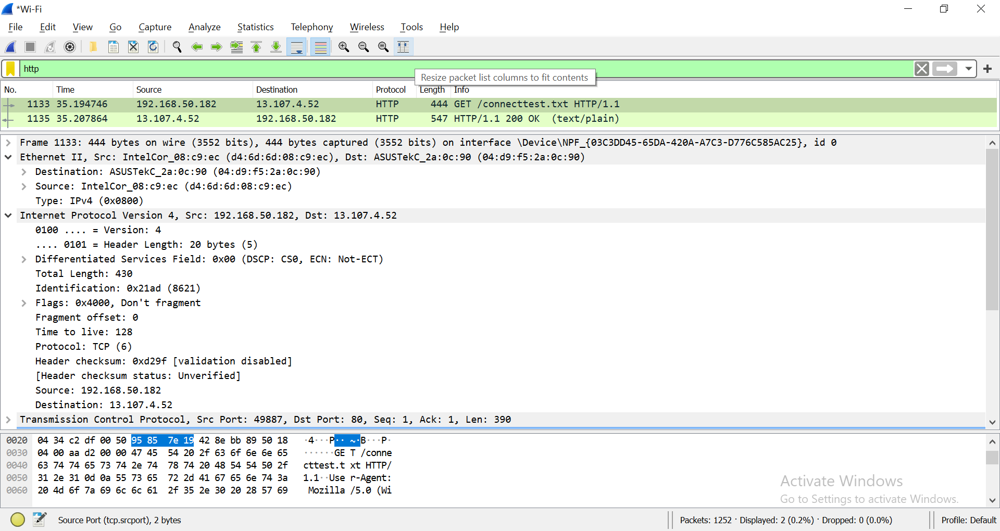 *Wi-Fi
File Edit View Go Capture Analyze Statistics Telephony Wireless Tools Help
http
Resize packet list columns to fit contents
No. Time Source Destination Protocol Length Info
1133 35.194746 192.168.50.182 13.107.4.52 HTTP 444 GET /connecttest.txt HTTP/1.1
1135 35.207864 13.107.4.52 192.168.50.182 HTTP 547 HTTP/1.1 200 OK (text/plain)
Frame 1133: 444 bytes on wire (3552 bits), 444 bytes captured (3552 bits) on interface \Device\NPF_{03C3DD45-65DA-420A-A7C3-D776C585AC25}, id 0
Ethernet II, Src: IntelCor_08:c9:ec (d4:6d:6d:08:c9:ec), Dst: ASUSTekC_2a:0c:90 (04:d9:f5:2a:0c:90)
Destination: ASUSTekC_2a:0c:90 (04:d9:f5:2a:0c:90)
Source: IntelCor_08:c9:ec (d4:6d:6d:08:c9:ec)
Type: IPv4 (0x0800)
Internet Protocol Version 4, Src: 192.168.50.182, Dst: 13.107.4.52
0100 .... = Version: 4
.... 0101 = Header Length: 20 bytes (5)
Differentiated Services Field: 0x00 (DSCP: CS0, ECN: Not-ECT)
Total Length: 430
Identification: 0x21ad (8621)
Flags: 0x4000, Don't fragment
Fragment offset: 0
Time to live: 128
Protocol: TCP (6)
Header checksum: 0xd29f [validation disabled]
[Header checksum status: Unverified]
Source: 192.168.50.182
Destination: 13.107.4.52
Transmission Control Protocol, Src Port: 49887, Dst Port: 80, Seq: 1, Ack: 1, Len: 390
0020 04 34 c2 df 00 50 95 85 7e 19 42 8e bb 89 50 18 ·4···P·· ~·B···P·
0030 04 00 aa d2 00 00 47 45 54 20 2f 63 6f 6e 6e 65 ······GE T /conne
0040 63 74 74 65 73 74 2e 74 78 74 20 48 54 54 50 2f cttest.t xt HTTP/
0050 31 2e 31 0d 0a 55 73 65 72 2d 41 67 65 6e 74 3a 1.1··Use r-Agent:
0060 20 4d 6f 7a 69 6c 6c 61 2f 35 2e 30 20 28 57 69 Mozilla /5.0 (Wi
Activate Windows
Go to Settings to activate Windows.
Source Port (tcp.srcport), 2 bytes
Packets: 1252 · Displayed: 2 (0.2%) · Dropped: 0 (0.0%)
Profile: Default